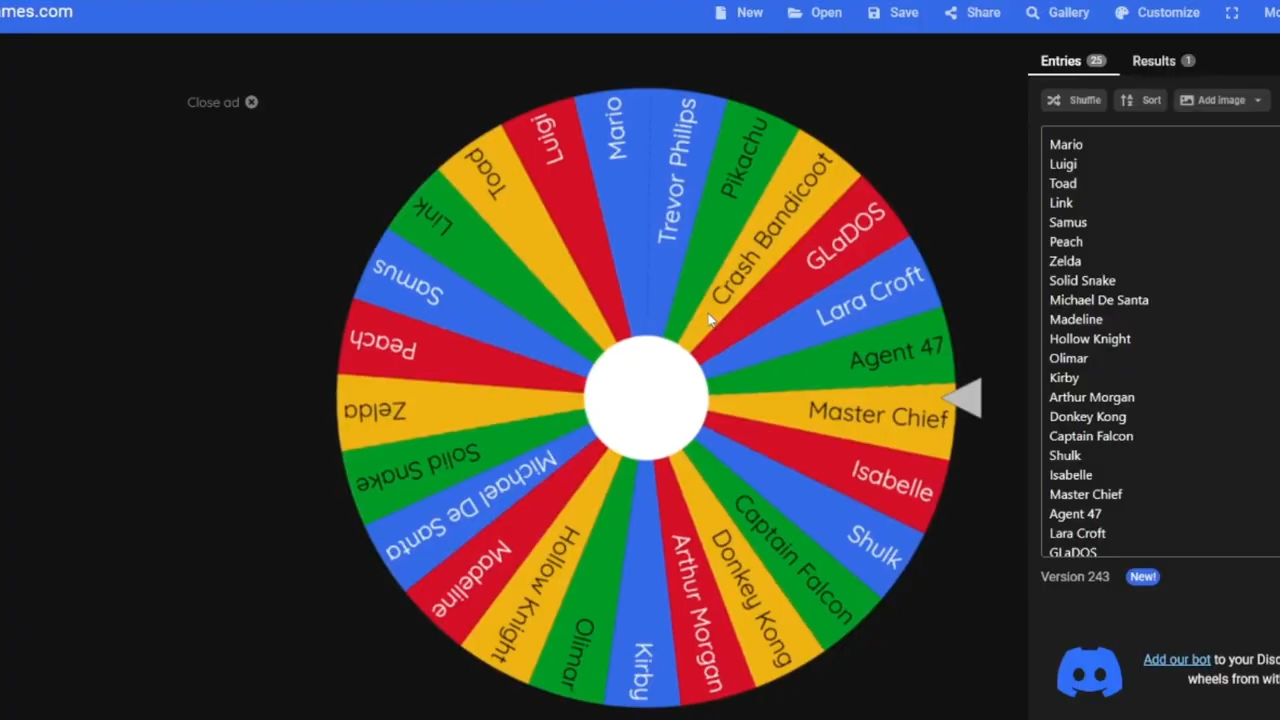 ames.com
New Open Save Share Gallery Customize
Entries 25 Results 1
Close ad
Shuffle Sort Add image
Mario
Luigi
Toad
Link
Samus
Peach
Zelda
Solid Snake
Michael De Santa
Madeline
Hollow Knight
Olimar
Kirby
Arthur Morgan
Donkey Kong
Captain Falcon
Shulk
Isabelle
Master Chief
Agent 47
Lara Croft
GLaDOS
Mario
Trevor Philips
Pikachu
Crash Bandicoot
GLaDOS
Lara Croft
Agent 47
Master Chief
Isabelle
Shulk
Captain Falcon
Donkey Kong
Arthur Morgan
Kirby
Olimar
Hollow Knight
Madeline
Michael De Santa
Solid Snake
Zelda
Peach
Samus
Link
Toad
Luigi
Version 243 New!
Add our bot to your Disc
wheels from wit